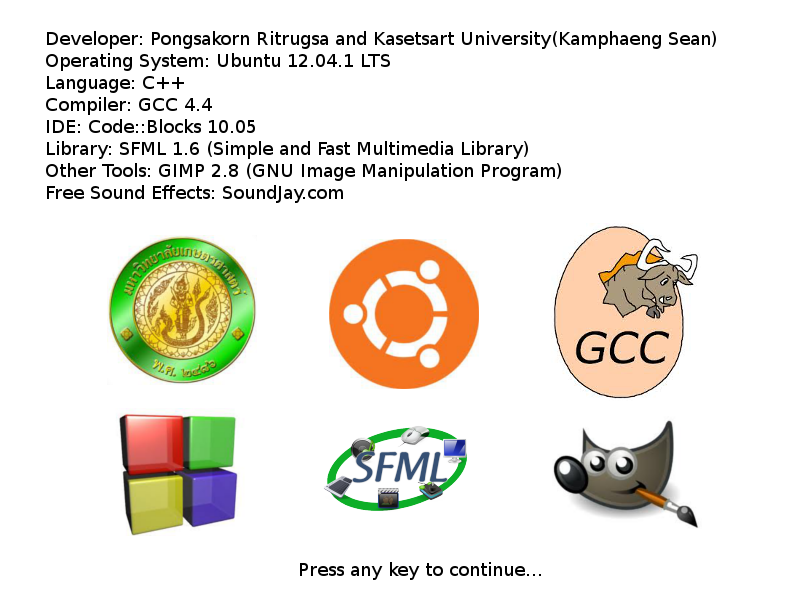 Developer: Pongsakorn Ritrugsa and Kasetsart University(Kamphaeng Sean)
Operating System: Ubuntu 12.04.1 LTS
Language: C++
Compiler: GCC 4.4
IDE: Code::Blocks 10.05
Library: SFML 1.6 (Simple and Fast Multimedia Library)
Other Tools: GIMP 2.8 (GNU Image Manipulation Program)
Free Sound Effects: SoundJay.com
มหาวิทยาลัยเกษตรศาสตร์
พ.ศ. ๒๔๘๖
GCC
SFML
Press any key to continue...